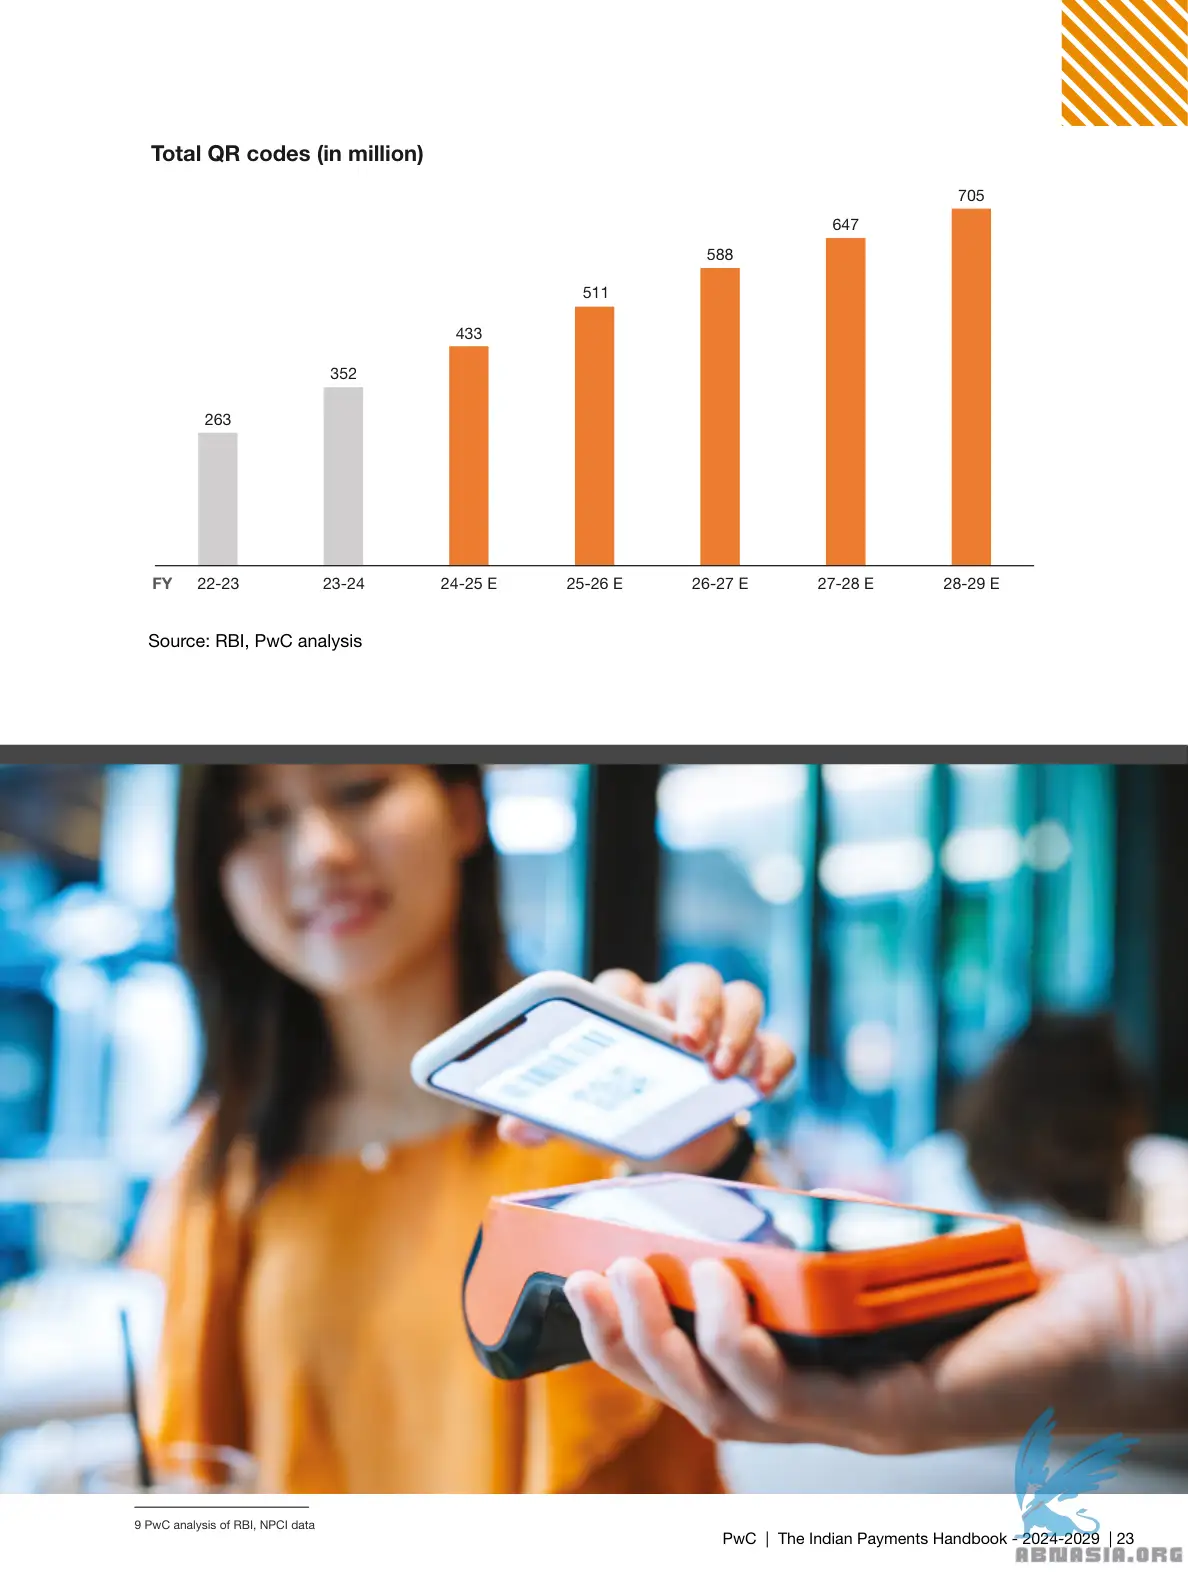 Total QR codes (in million)
263
352
433
511
588
647
705
FY 22-23 23-24 24-25 E 25-26 E 26-27 E 27-28 E 28-29 E
Source: RBI, PwC analysis
9 PwC analysis of RBI, NPCI data
PwC | The Indian Payments Handbook - 2024-2029 | 23
ABNASIA.ORG